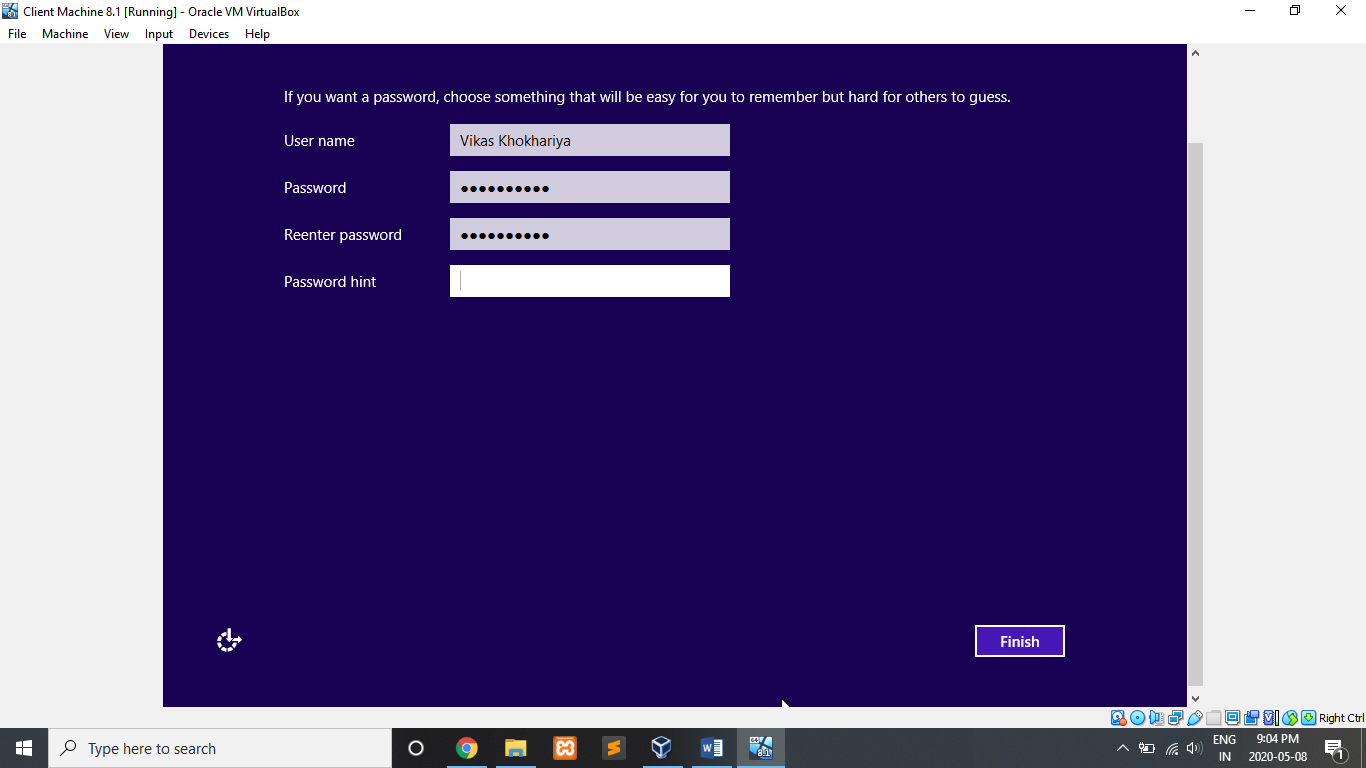 Client Machine 8.1 [Running] - Oracle VM VirtualBox
File Machine View Input Devices Help
If you want a password, choose something that will be easy for you to remember but hard for others to guess.
User name Vikas Khokhariya
Password ●●●●●●●●●●
Reenter password ●●●●●●●●●●
Password hint
Finish
Right Ctrl
Type here to search
ENG 9:04 PM
IN 2020-05-08 1